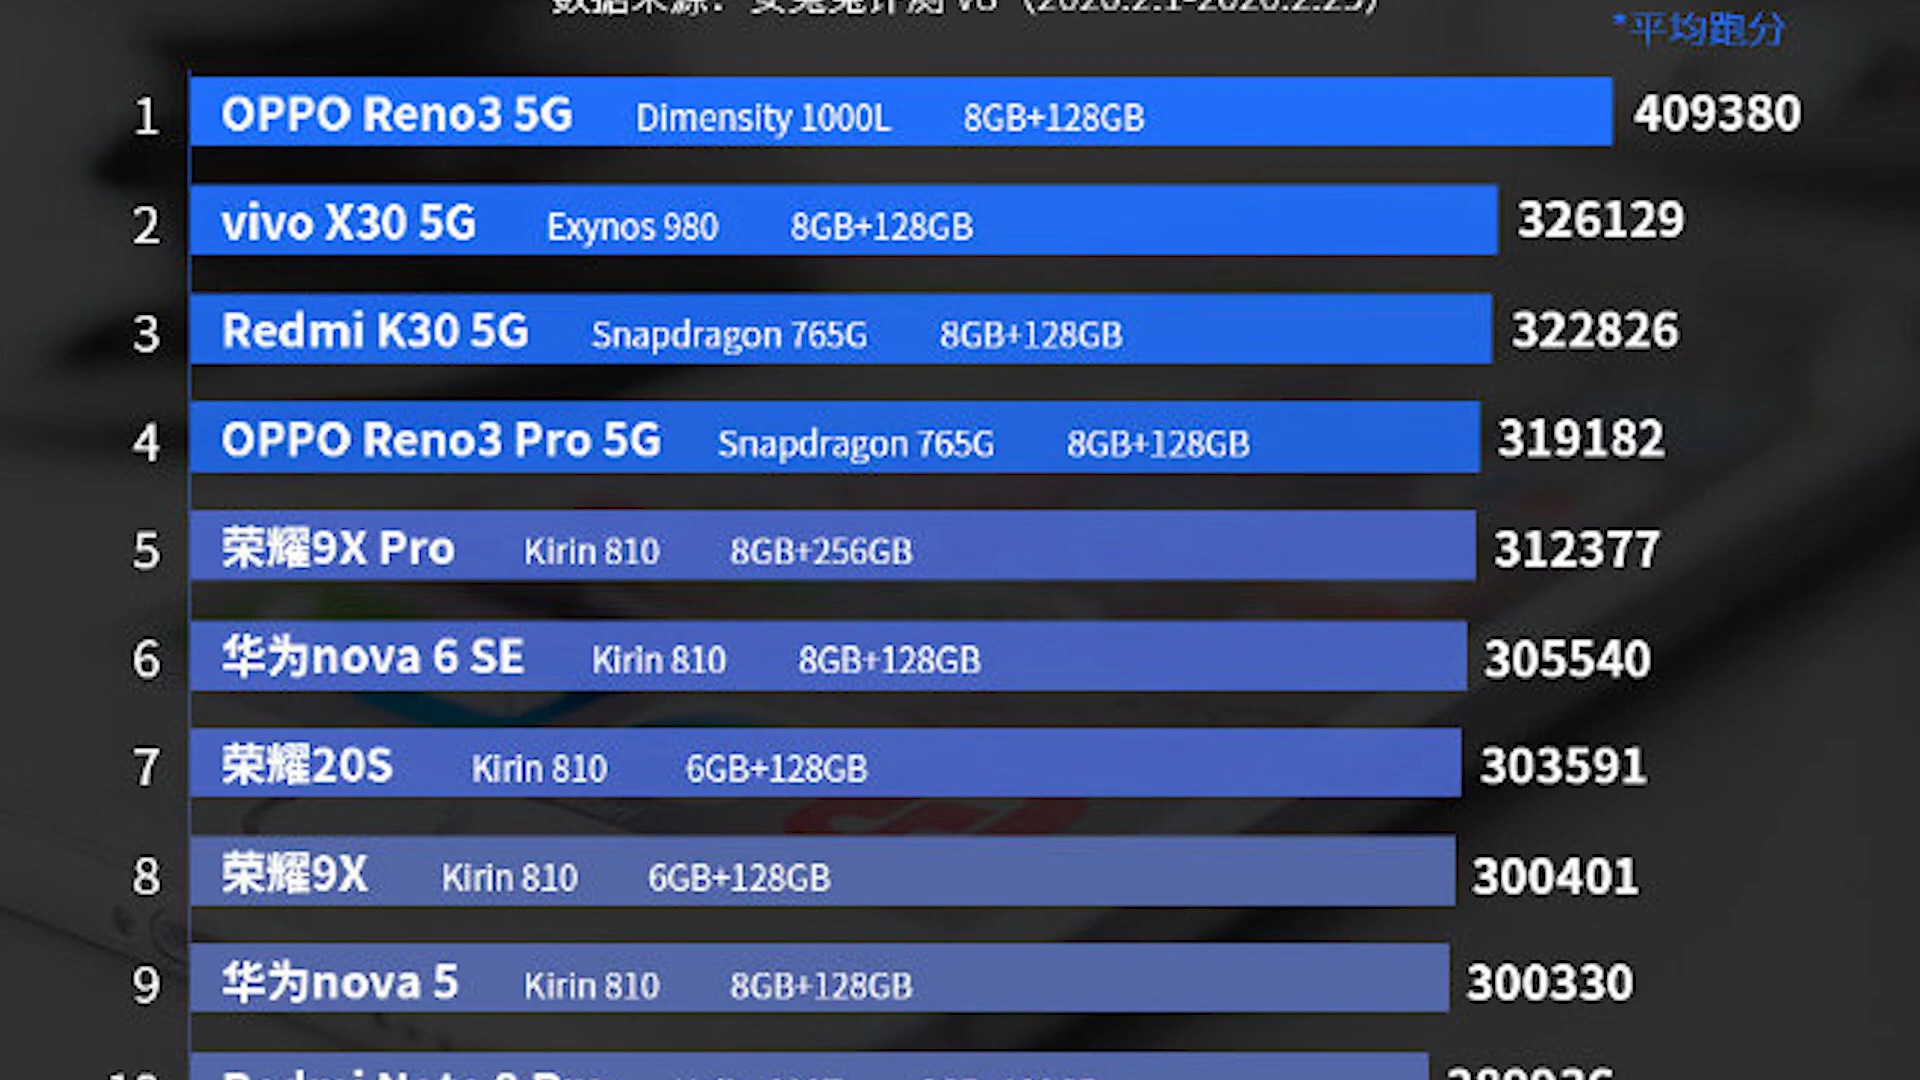 *平均跑分
1 OPPO Reno3 5G Dimensity 1000L 8GB+128GB 409380
2 vivo X30 5G Exynos 980 8GB+128GB 326129
3 Redmi K30 5G Snapdragon 765G 8GB+128GB 322826
4 OPPO Reno3 Pro 5G Snapdragon 765G 8GB+128GB 319182
5 荣耀9X Pro Kirin 810 8GB+256GB 312377
6 华为nova 6 SE Kirin 810 8GB+128GB 305540
7 荣耀20S Kirin 810 6GB+128GB 303591
8 荣耀9X Kirin 810 6GB+128GB 300401
9 华为nova 5 Kirin 810 8GB+128GB 300330